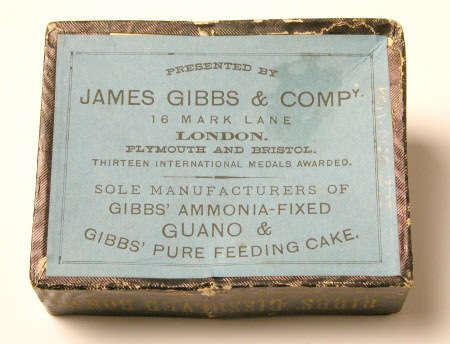 PRESENTED BY
JAMES GIBBS & COMPY.
16 MARK LANE
LONDON.
PLYMOUTH AND BRISTOL.
THIRTEEN INTERNATIONAL MEDALS AWARDED.
SOLE MANUFACTURERS OF
GIBBS' AMMONIA-FIXED
GUANO &
GIBBS' PURE FEEDING CAKE.